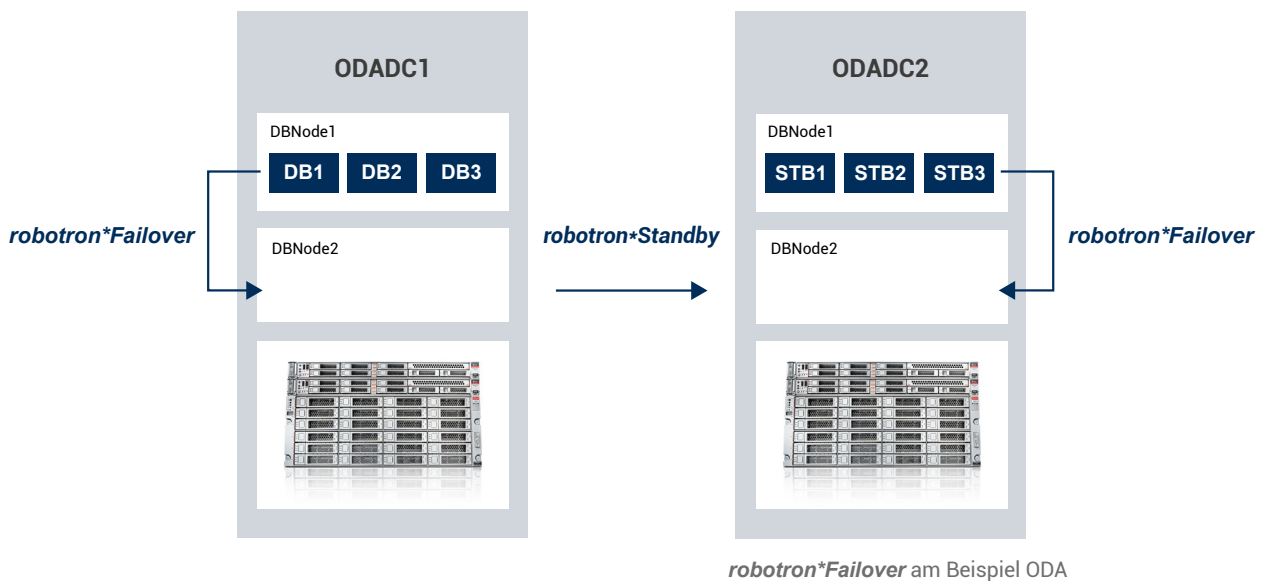 ODADC1
DBNode1
DB1 DB2 DB3
robotron*Failover
DBNode2
robotron*Standby
ODADC2
DBNode1
STB1 STB2 STB3
DBNode2
robotron*Failover
robotron*Failover am Beispiel ODA